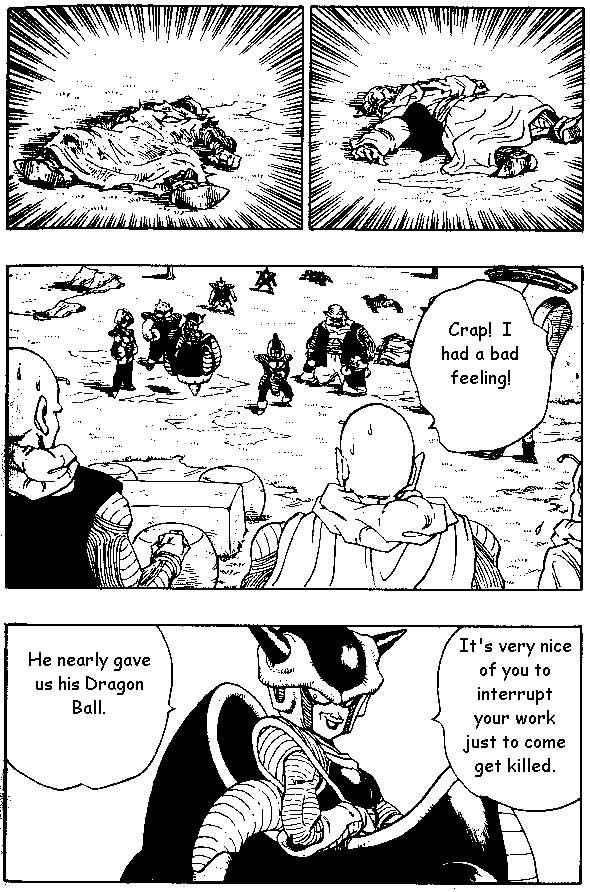 Crap! I
had a bad
feeling!
It's very nice
of you to
interrupt
your work
just to come
get killed.
He nearly gave
us his Dragon
Ball.